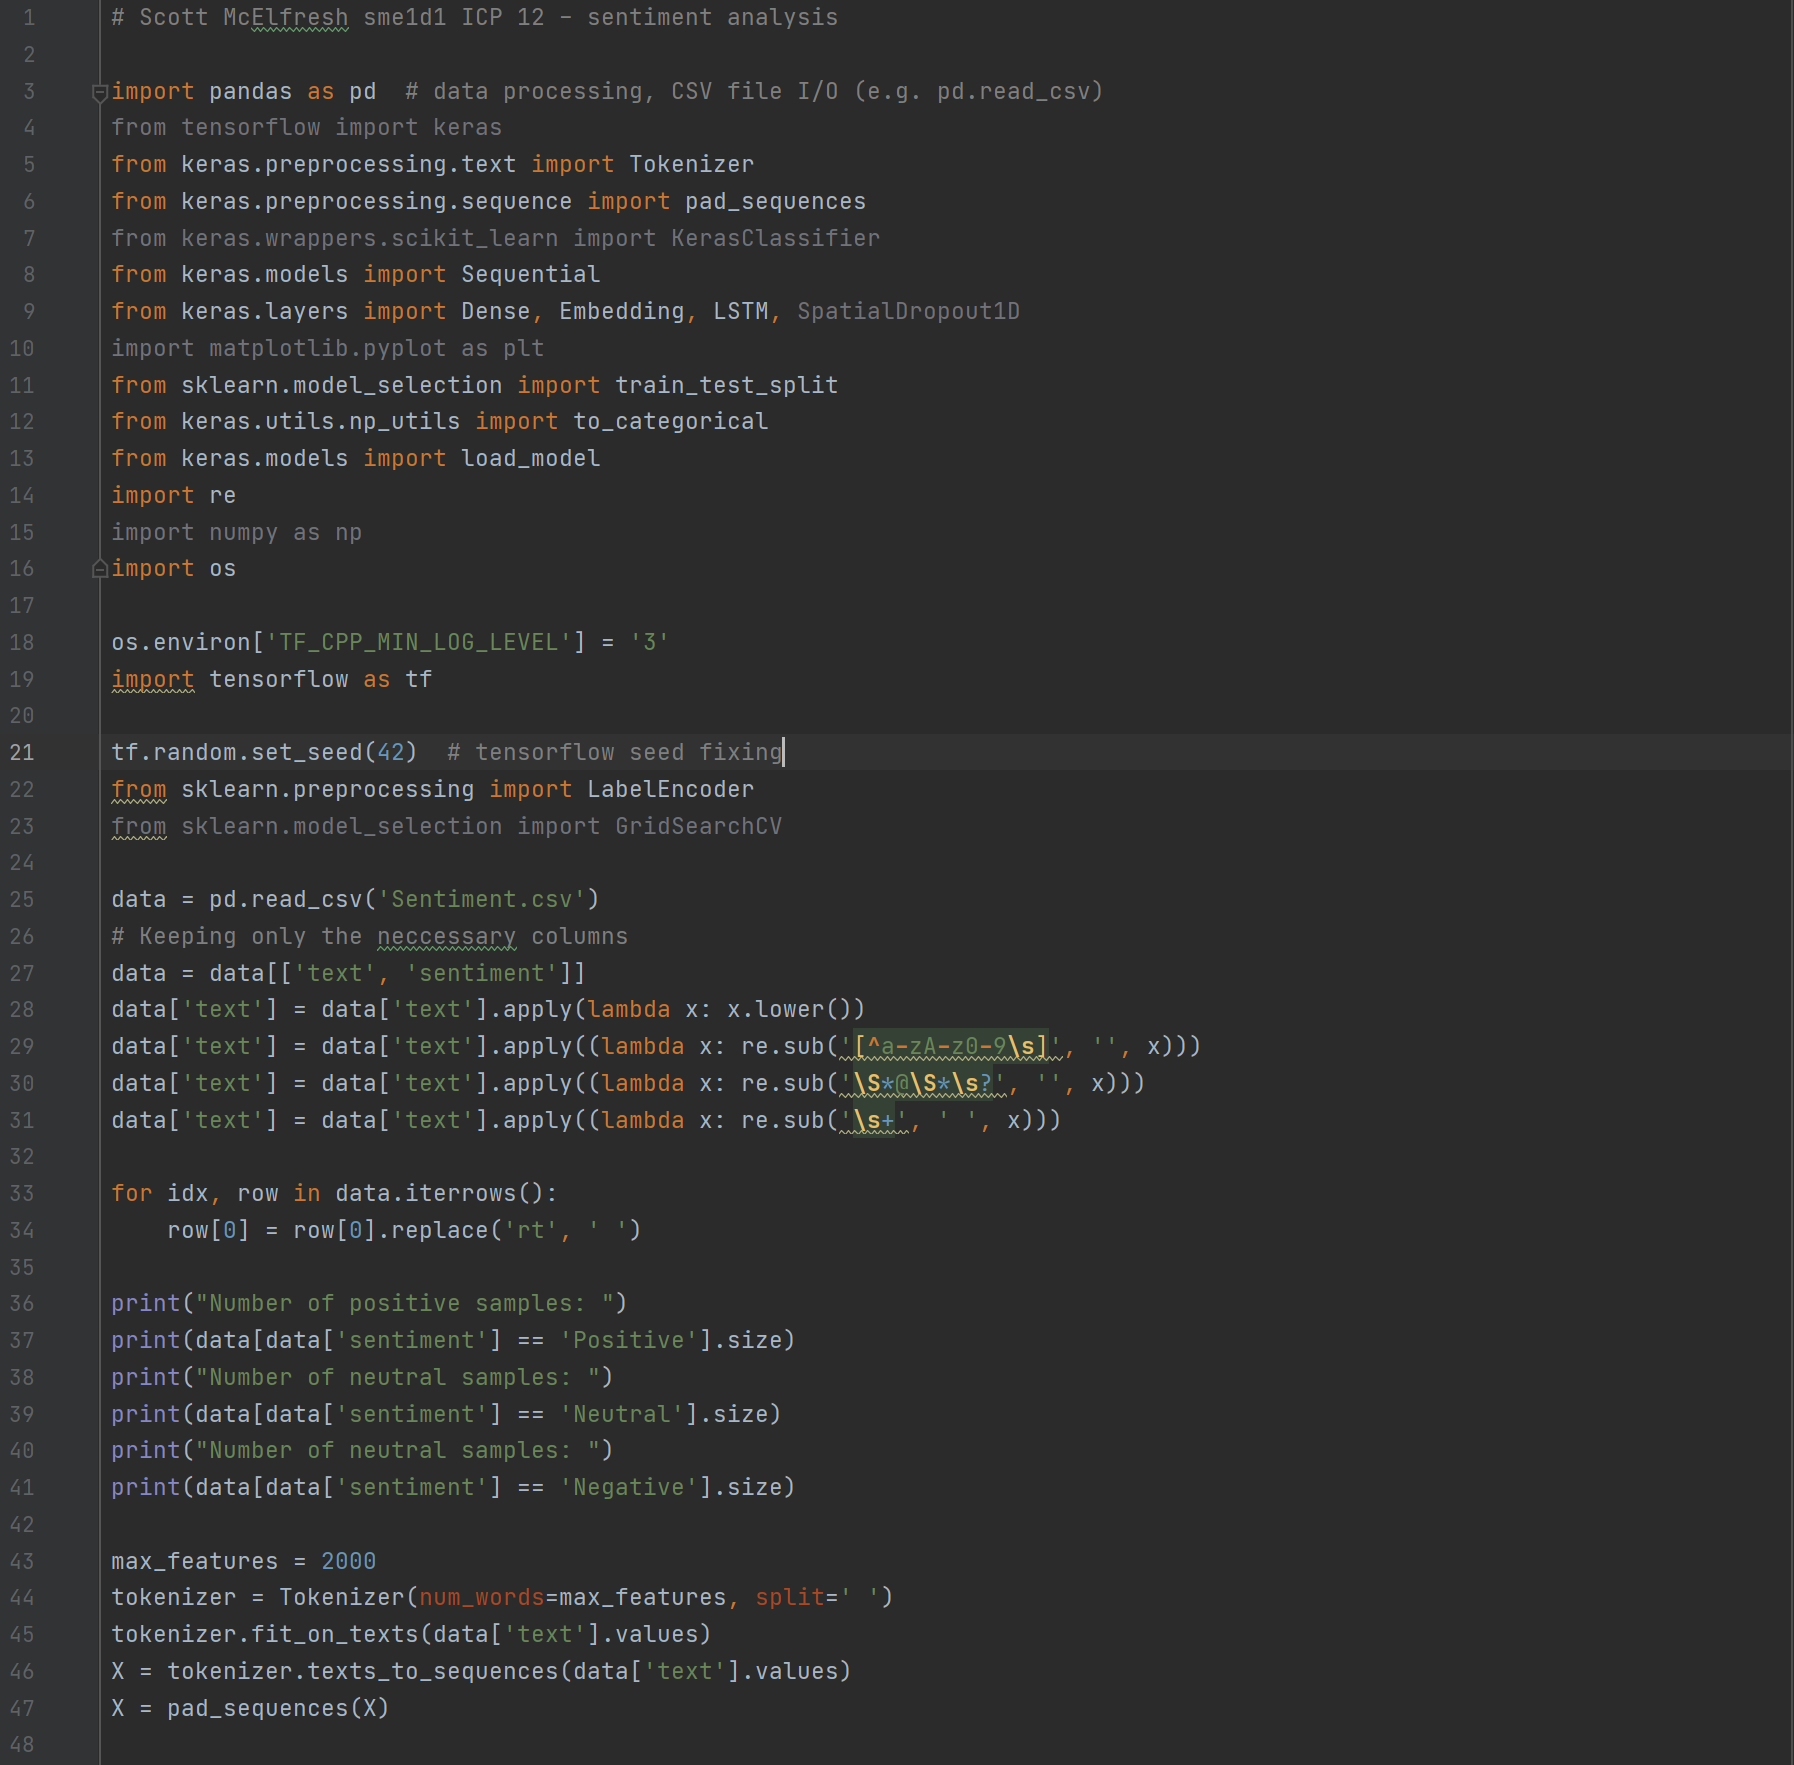 1 # Scott McElfresh sme1d1 ICP 12 - sentiment analysis
2
3 import pandas as pd  # data processing, CSV file I/O (e.g. pd.read_csv)
4 from tensorflow import keras
5 from keras.preprocessing.text import Tokenizer
6 from keras.preprocessing.sequence import pad_sequences
7 from keras.wrappers.scikit_learn import KerasClassifier
8 from keras.models import Sequential
9 from keras.layers import Dense, Embedding, LSTM, SpatialDropout1D
10 import matplotlib.pyplot as plt
11 from sklearn.model_selection import train_test_split
12 from keras.utils.np_utils import to_categorical
13 from keras.models import load_model
14 import re
15 import numpy as np
16 import os
17
18 os.environ['TF_CPP_MIN_LOG_LEVEL'] = '3'
19 import tensorflow as tf
20
21 tf.random.set_seed(42)  # tensorflow seed fixing
22 from sklearn.preprocessing import LabelEncoder
23 from sklearn.model_selection import GridSearchCV
24
25 data = pd.read_csv('Sentiment.csv')
26 # Keeping only the neccessary columns
27 data = data[['text', 'sentiment']]
28 data['text'] = data['text'].apply(lambda x: x.lower())
29 data['text'] = data['text'].apply((lambda x: re.sub('[^a-zA-z0-9\s]', '', x)))
30 data['text'] = data['text'].apply((lambda x: re.sub('\S*@\S*\s?', '', x)))
31 data['text'] = data['text'].apply((lambda x: re.sub('\s+', ' ', x)))
32
33 for idx, row in data.iterrows():
34     row[0] = row[0].replace('rt', ' ')
35
36 print("Number of positive samples: ")
37 print(data[data['sentiment'] == 'Positive'].size)
38 print("Number of neutral samples: ")
39 print(data[data['sentiment'] == 'Neutral'].size)
40 print("Number of neutral samples: ")
41 print(data[data['sentiment'] == 'Negative'].size)
42
43 max_features = 2000
44 tokenizer = Tokenizer(num_words=max_features, split=' ')
45 tokenizer.fit_on_texts(data['text'].values)
46 X = tokenizer.texts_to_sequences(data['text'].values)
47 X = pad_sequences(X)
48